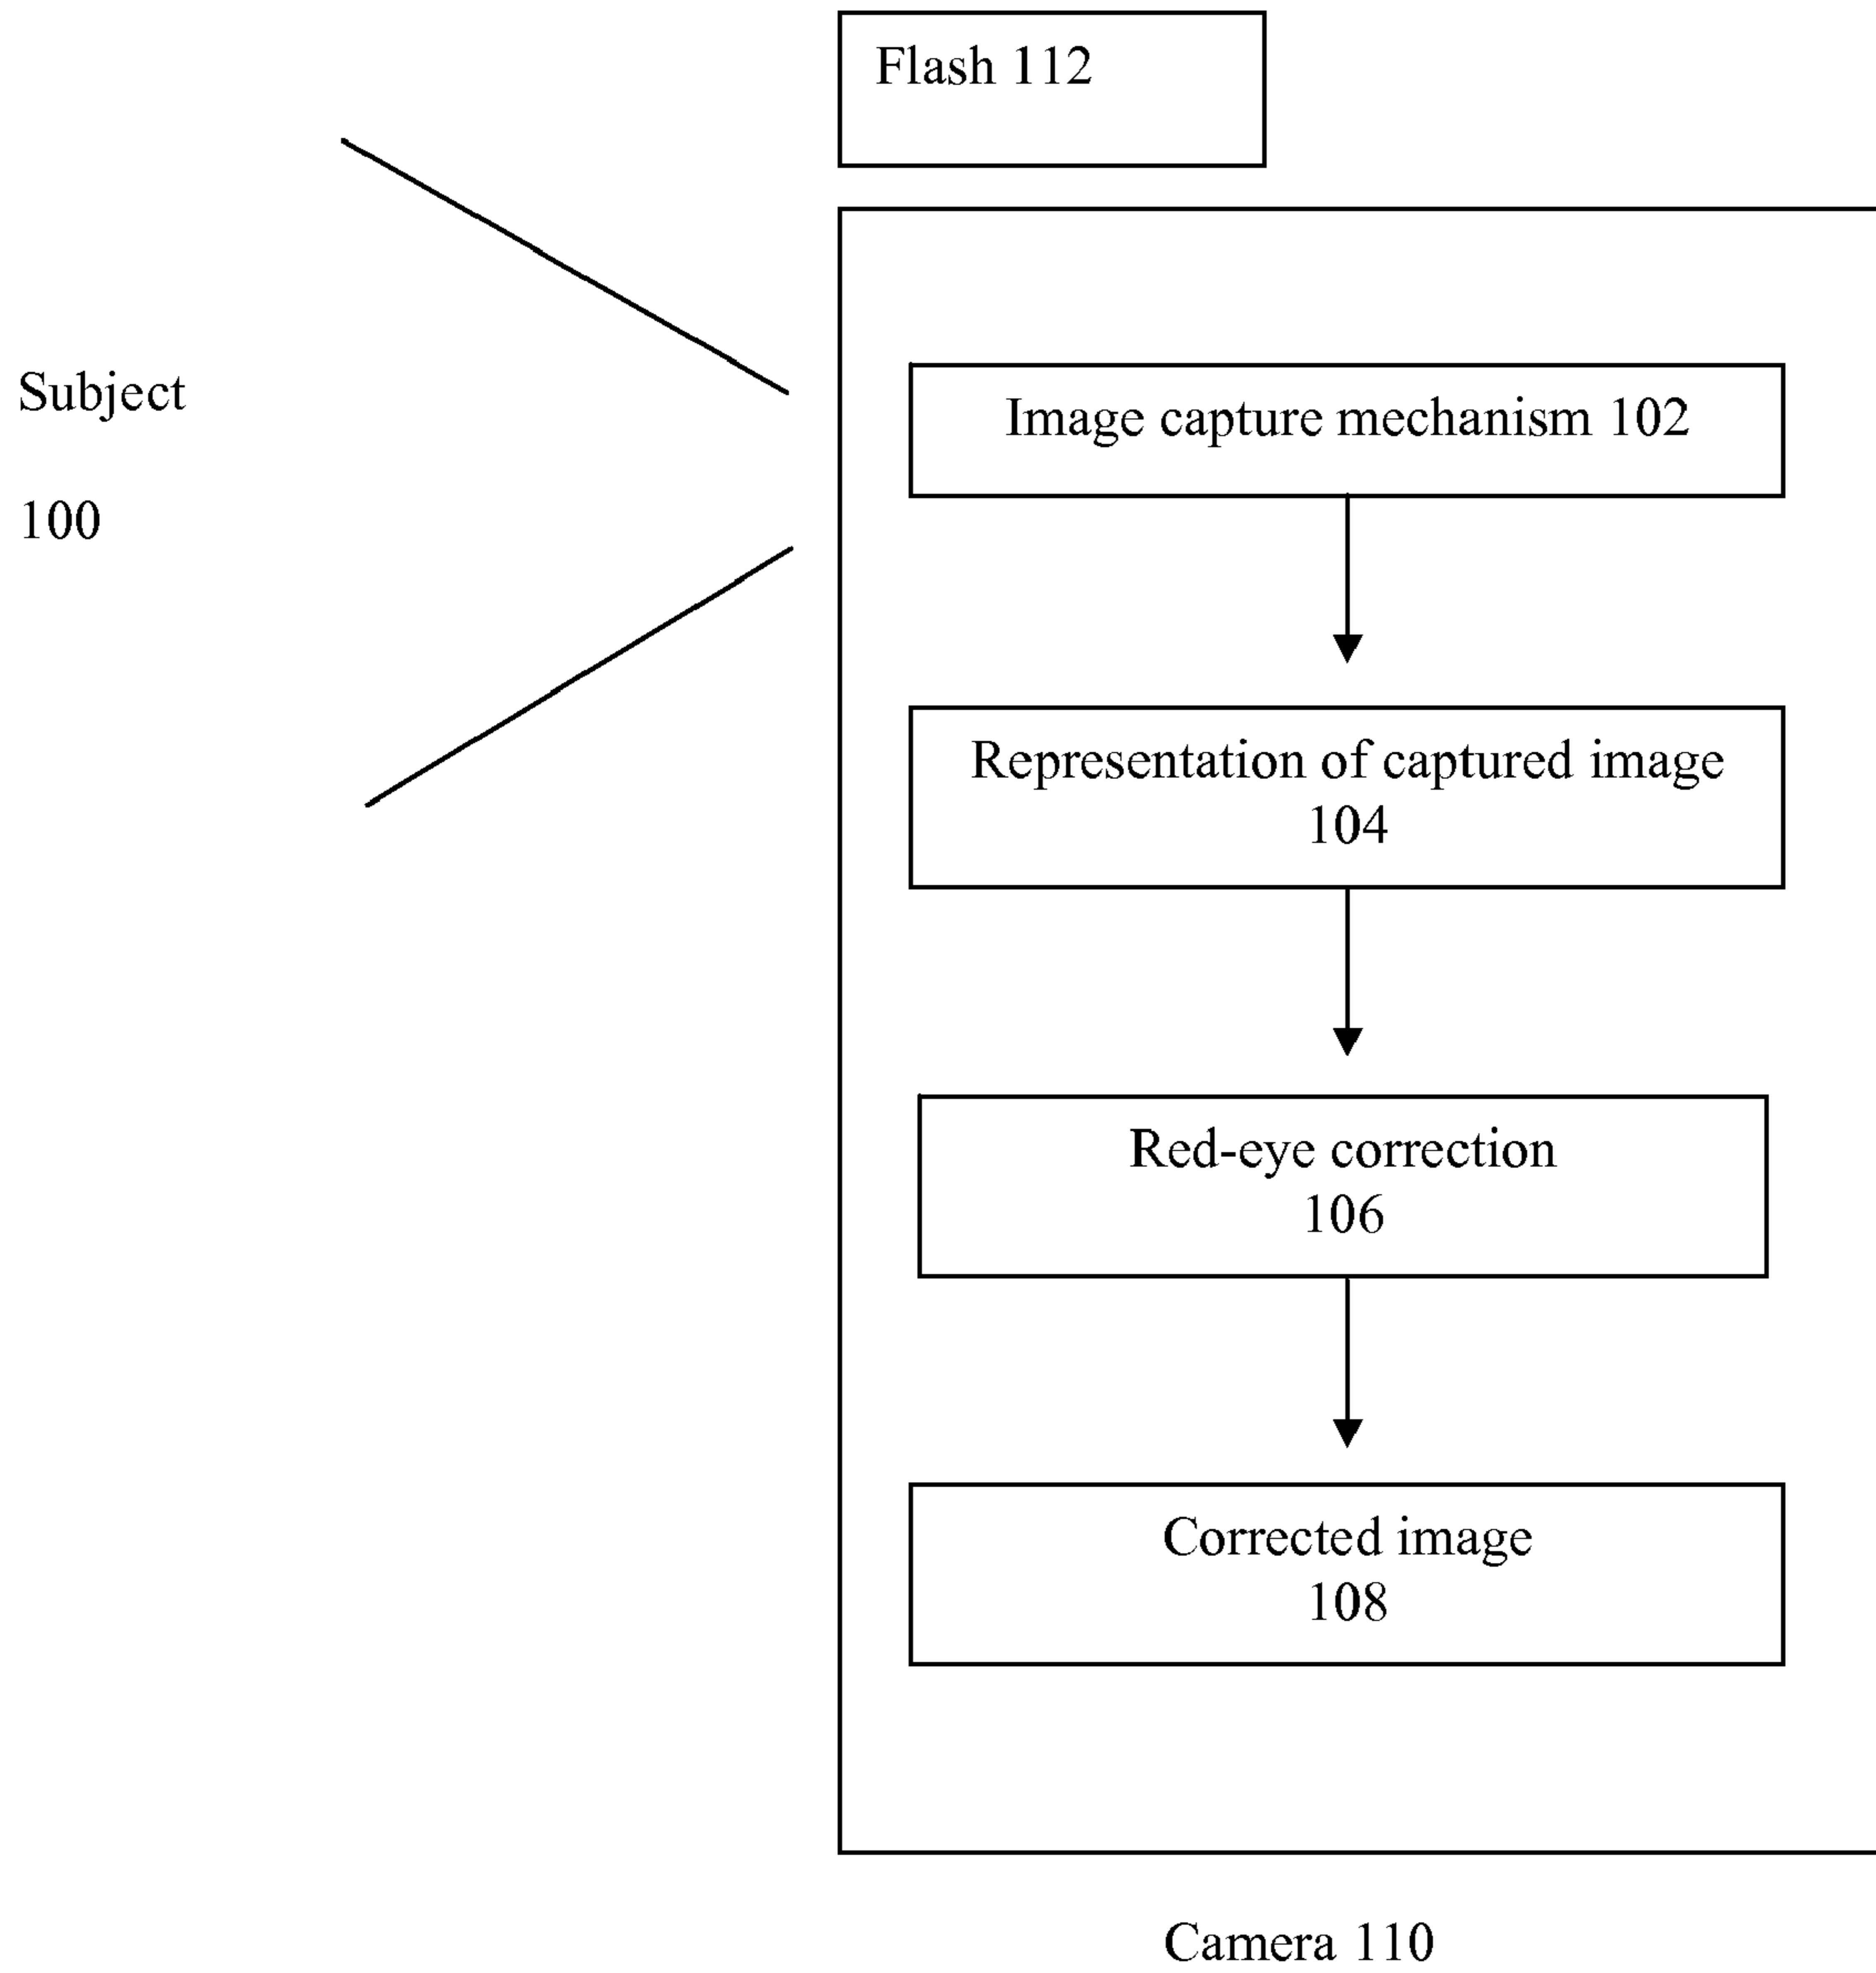 Flash 112
Subject
100
Image capture mechanism 102
Representation of captured image
104
Red-eye correction
106
Corrected image
108
Camera 110